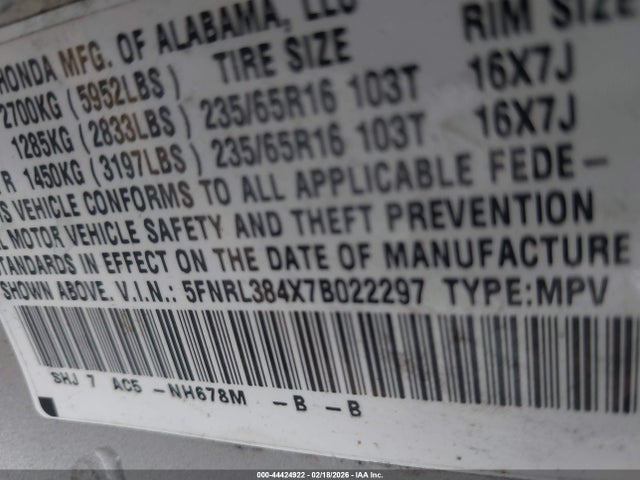 HONDA MFG. OF ALABAMA, LLC
TIRE SIZE RIM SIZE
2700KG (5952LBS)
1285KG (2833LBS) 235/65R16 103T 16X7J
R 1450KG (3197LBS) 235/65R16 103T 16X7J
IS VEHICLE CONFORMS TO ALL APPLICABLE FEDE-
L MOTOR VEHICLE SAFETY AND THEFT PREVENTION
STANDARDS IN EFFECT ON THE DATE OF MANUFACTURE
SHOWN ABOVE. V.I.N.: 5FNRL384X7B022297 TYPE:MPV
SHJ 7 AC5 -NH678M -B -B
000-44424922 | 02/18/2026 - COPART